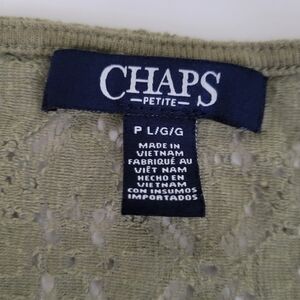 CHAPS
PETITE
P L/G/G
MADE IN
VIETNAM
FABRIQUÉ AU
VIÊT NAM
HECHO EN
VIETNAM
CON INSUMOS
IMPORTADOS